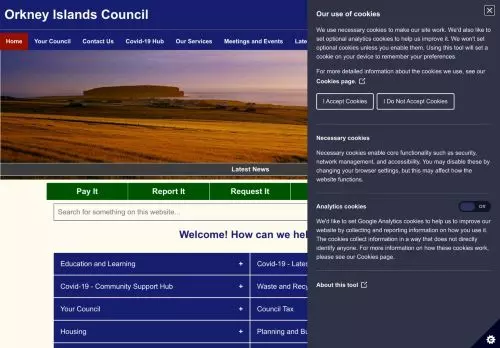 Orkney Islands Council
Home Your Council Contact Us Covid-19 Hub Our Services Meetings and Events
Latest News
Pay It Report It Request It
Search for something on this website...
Welcome! How can we
Education and Learning +
Covid-19 - Community Support Hub +
Your Council +
Housing +
Covid-19 -
Waste and
Council Tax
Planning and
Our use of cookies
We use necessary cookies to make our site work. We'd also like to
set optional analytics cookies to help us improve it. We won't set
optional cookies unless you enable them. Using this tool will set a
cookie on your device to remember your preferences.
For more detailed information about the cookies we use, see our
Cookies page.
I Accept Cookies I Do Not Accept Cookies
Necessary cookies
Necessary cookies enable core functionality such as security,
network management, and accessibility. You may disable these by
changing your browser settings, but this may affect how the
website functions.
Analytics cookies Off
We'd like to set Google Analytics cookies to help us to improve our
website by collecting and reporting information on how you use it.
The cookies collect information in a way that does not directly
identify anyone. For more information on how these cookies work,
please see our Cookies page.
About this tool